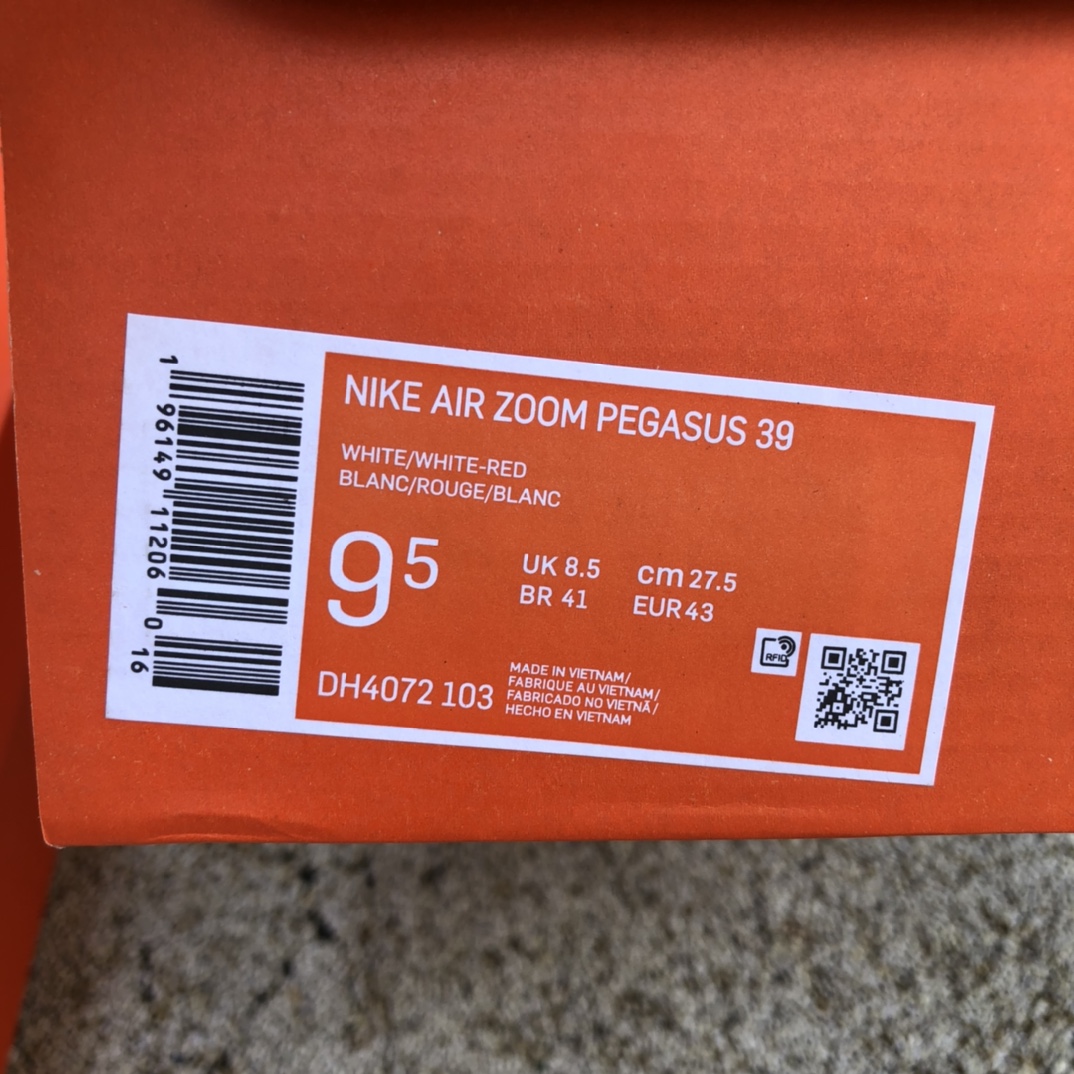 NIKE AIR ZOOM PEGASUS 39
WHITE/WHITE-RED
BLANC/ROUGE/BLANC
9 5
UK 8.5 cm 27.5
BR 41 EUR 43
DH4072 103
MADE IN VIETNAM/
FABRIQUE AU VIETNAM/
FABRICADO NO VIETNÃ/
HECHO EN VIETNAM
RFID
1 96149 11206 0 16